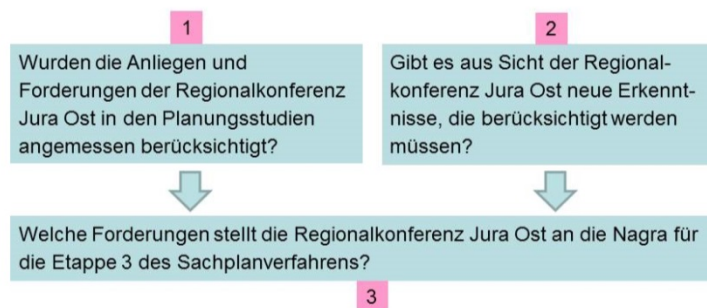 1
Wurden die Anliegen und
Forderungen der Regionalkonferenz
Jura Ost in den Planungsstudien
angemessen berücksichtigt?
2
Gibt es aus Sicht der Regional-
konferenz Jura Ost neue Erkennt-
nisse, die berücksichtigt werden
müssen?
Welche Forderungen stellt die Regionalkonferenz Jura Ost an die Nagra für
die Etappe 3 des Sachplanverfahrens?
3